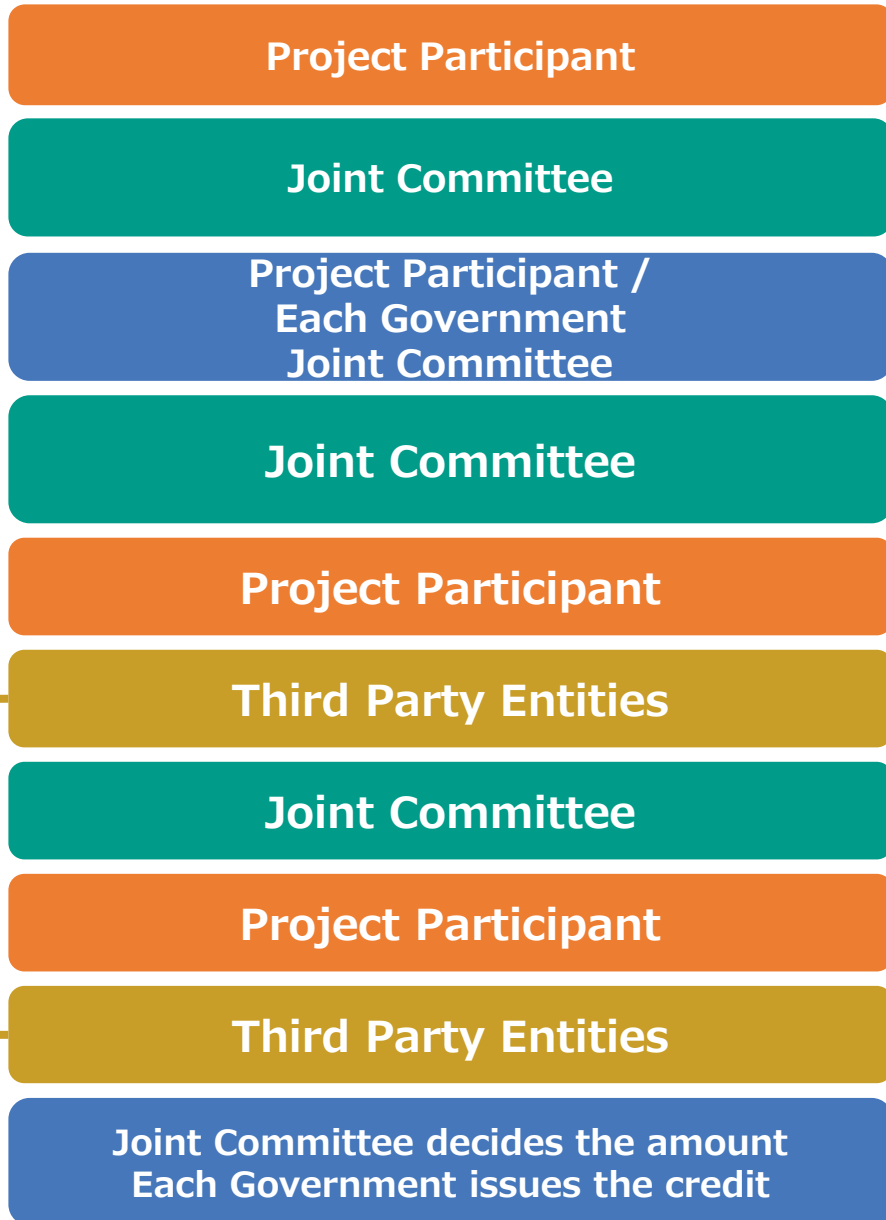 Project Participant
Joint Committee
Project Participant /
Each Government
Joint Committee
Joint Committee
Project Participant
Third Party Entities
Joint Committee
Project Participant
Third Party Entities
Joint Committee decides the amount
Each Government issues the credit